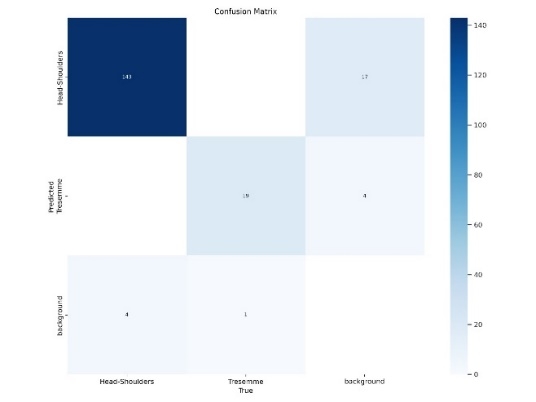 Confusion Matrix
Head-Shoulders
143
17
140
120
100
80
60
40
20
0
Predicted
Tresemme
19
4
background
4
1
Head-Shoulders
Tresemme
background
True